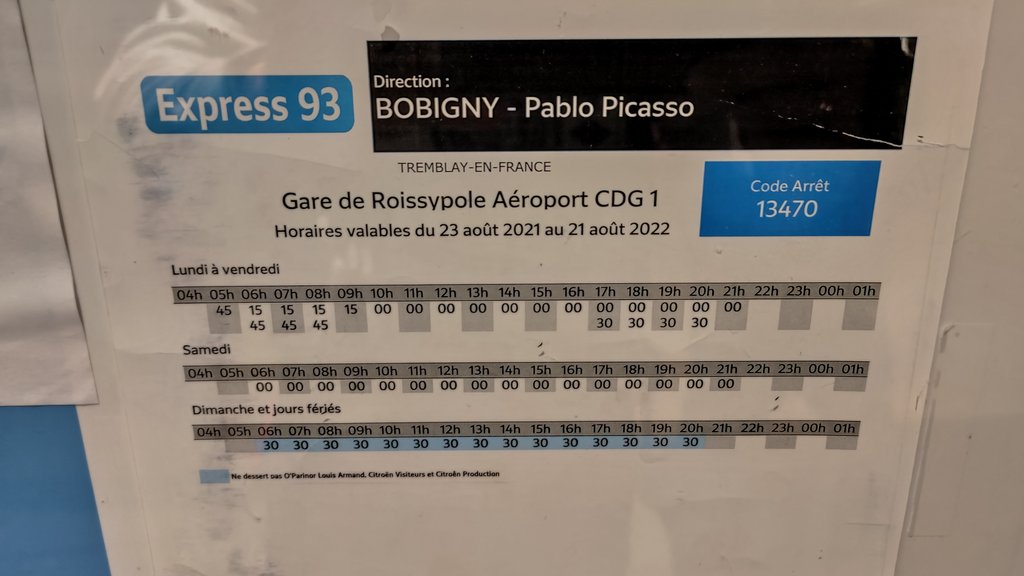 Express 93
Direction :
BOBIGNY - Pablo Picasso
TREMBLAY-EN-FRANCE
Gare de Roissypole Aéroport CDG 1
Horaires valables du 23 août 2021 au 21 août 2022
Code Arrêt
13470
Lundi à vendredi
04h 05h 06h 07h 08h 09h 10h 11h 12h 13h 14h 15h 16h 17h 18h 19h 20h 21h 22h 23h 00h 01h
45 15 15 15 15 00 00 00 00 00 00 00 00 00 00 00 00
45 45 45 30 30 30 30
Samedi
04h 05h 06h 07h 08h 09h 10h 11h 12h 13h 14h 15h 16h 17h 18h 19h 20h 21h 22h 23h 00h 01h
00 00 00 00 00 00 00 00 00 00 00 00 00 00 00 00
Dimanche et jours fériés
04h 05h 06h 07h 08h 09h 10h 11h 12h 13h 14h 15h 16h 17h 18h 19h 20h 21h 22h 23h 00h 01h
30 30 30 30 30 30 30 30 30 30 30 30 30 30 30
Ne dessert pas O'Parinor Louis Armand, Citroën Visiteurs et Citroën Production